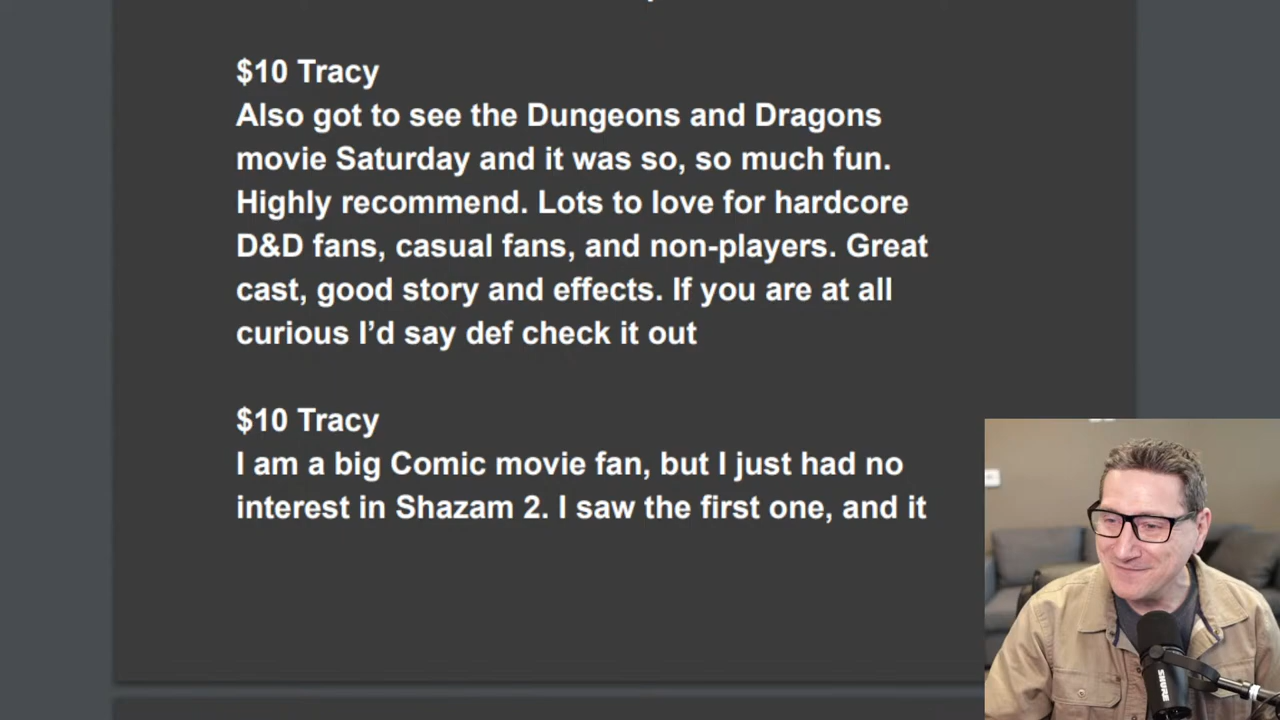 $10 Tracy
Also got to see the Dungeons and Dragons
movie Saturday and it was so, so much fun.
Highly recommend. Lots to love for hardcore
D&D fans, casual fans, and non-players. Great
cast, good story and effects. If you are at all
curious I’d say def check it out
$10 Tracy
I am a big Comic movie fan, but I just had no
interest in Shazam 2. I saw the first one, and it
SHURE